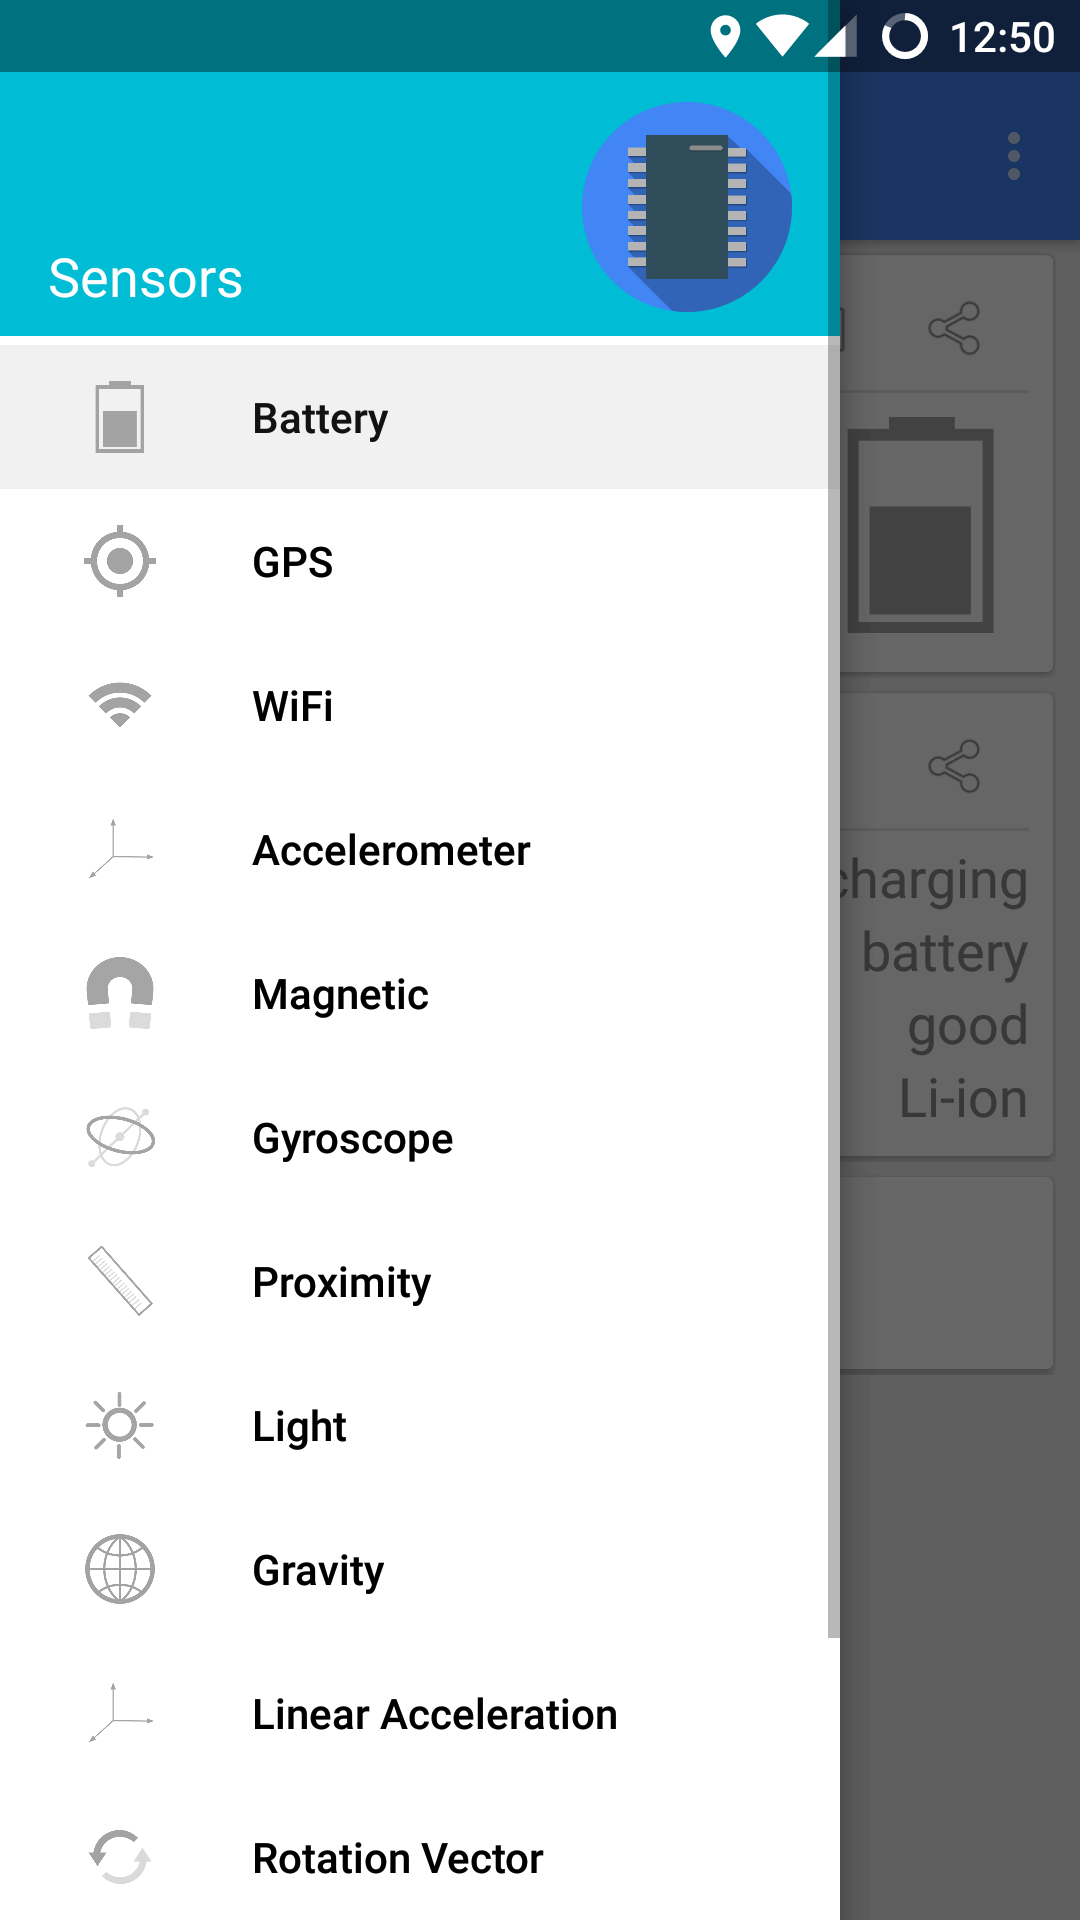 12:50
Sensors
Battery
GPS
WiFi
Accelerometer
charging
Magnetic
battery
good
Gyroscope
Li-ion
Proximity
Light
Gravity
Linear Acceleration
Rotation Vector